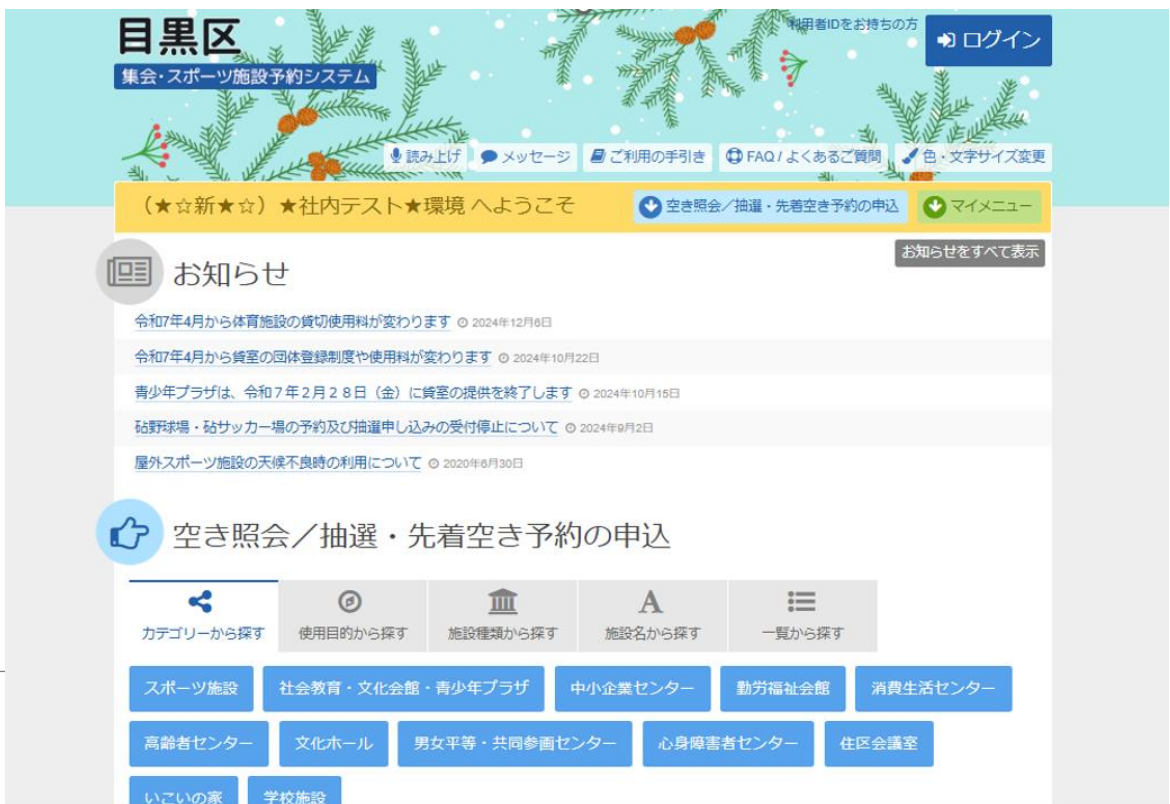 目黒区
集会・スポーツ施設予約システム
利用者IDをお持ちの方
ログイン
読み上げ メッセージ ご利用の手引き FAQ / よくあるご質問 色・文字サイズ変更
（★☆新★☆）★社内テスト★環境 へようこそ 空き照会／抽選・先着空き予約の申込 マイメニュー
お知らせをすべて表示
お知らせ
令和7年4月から体育施設の貸切使用料が変わります 2024年12月6日
令和7年4月から貸室の団体登録制度や使用料が変わります 2024年10月22日
青少年プラザは、令和７年２月２８日（金）に貸室の提供を終了します 2024年10月15日
砧野球場・砧サッカー場の予約及び抽選申し込みの受付停止について 2024年9月2日
屋外スポーツ施設の天候不良時の利用について 2020年6月30日
空き照会／抽選・先着空き予約の申込
カテゴリーから探す 使用目的から探す 施設種類から探す 施設名から探す 一覧から探す
スポーツ施設 社会教育・文化会館・青少年プラザ 中小企業センター 勤労福祉会館 消費生活センター
高齢者センター 文化ホール 男女平等・共同参画センター 心身障害者センター 住区会議室
いこいの家 学校施設